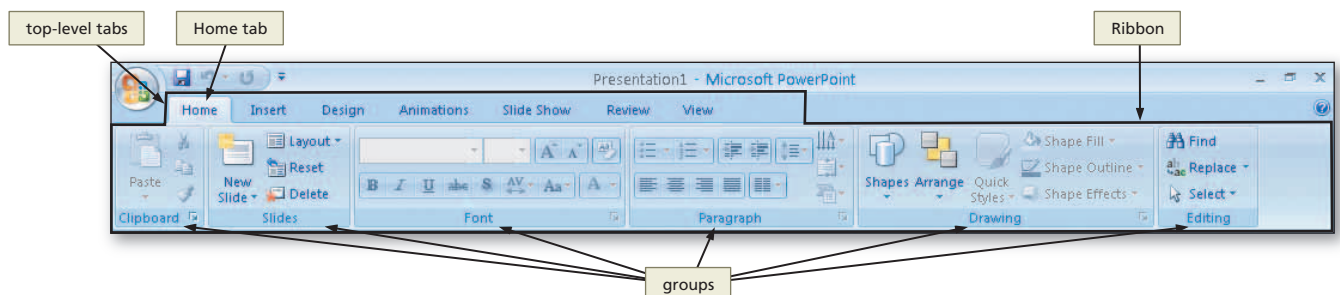 top-level tabs
Home tab
Ribbon
Presentation1 - Microsoft PowerPoint
Home Insert Design Animations Slide Show Review View
Paste
Clipboard
New Slide
Layout
Reset
Delete
Slides
A A
B I U abc S AV Aa A
Font
Paragraph
Shapes Arrange Quick Styles
Shape Fill
Shape Outline
Shape Effects
Drawing
Find
Replace
Select
Editing
groups